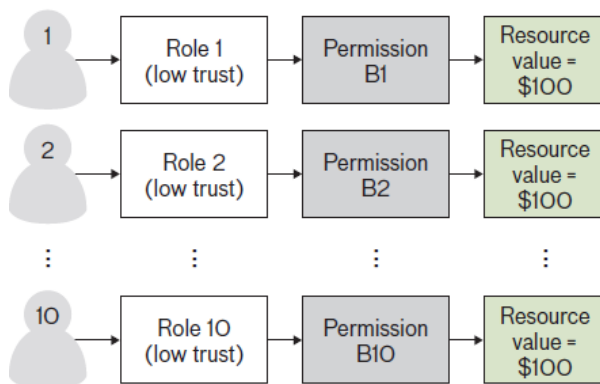 1
Role 1
(low trust)
Permission
B1
Resource
value =
$100
2
Role 2
(low trust)
Permission
B2
Resource
value =
$100
10
Role 10
(low trust)
Permission
B10
Resource
value =
$100